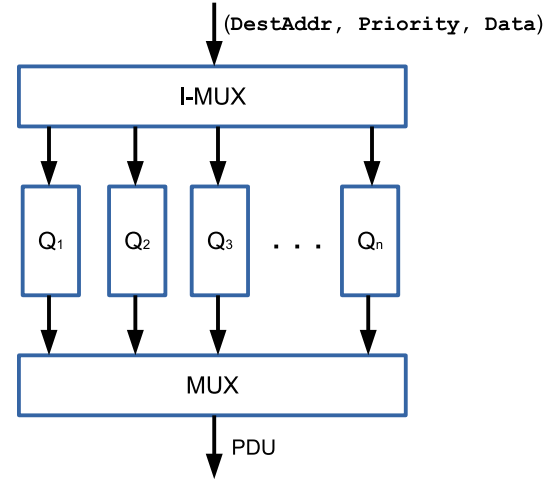 (DestAddr, Priority, Data)
I-MUX
Q1 Q2 Q3 . . . Qn
MUX
PDU